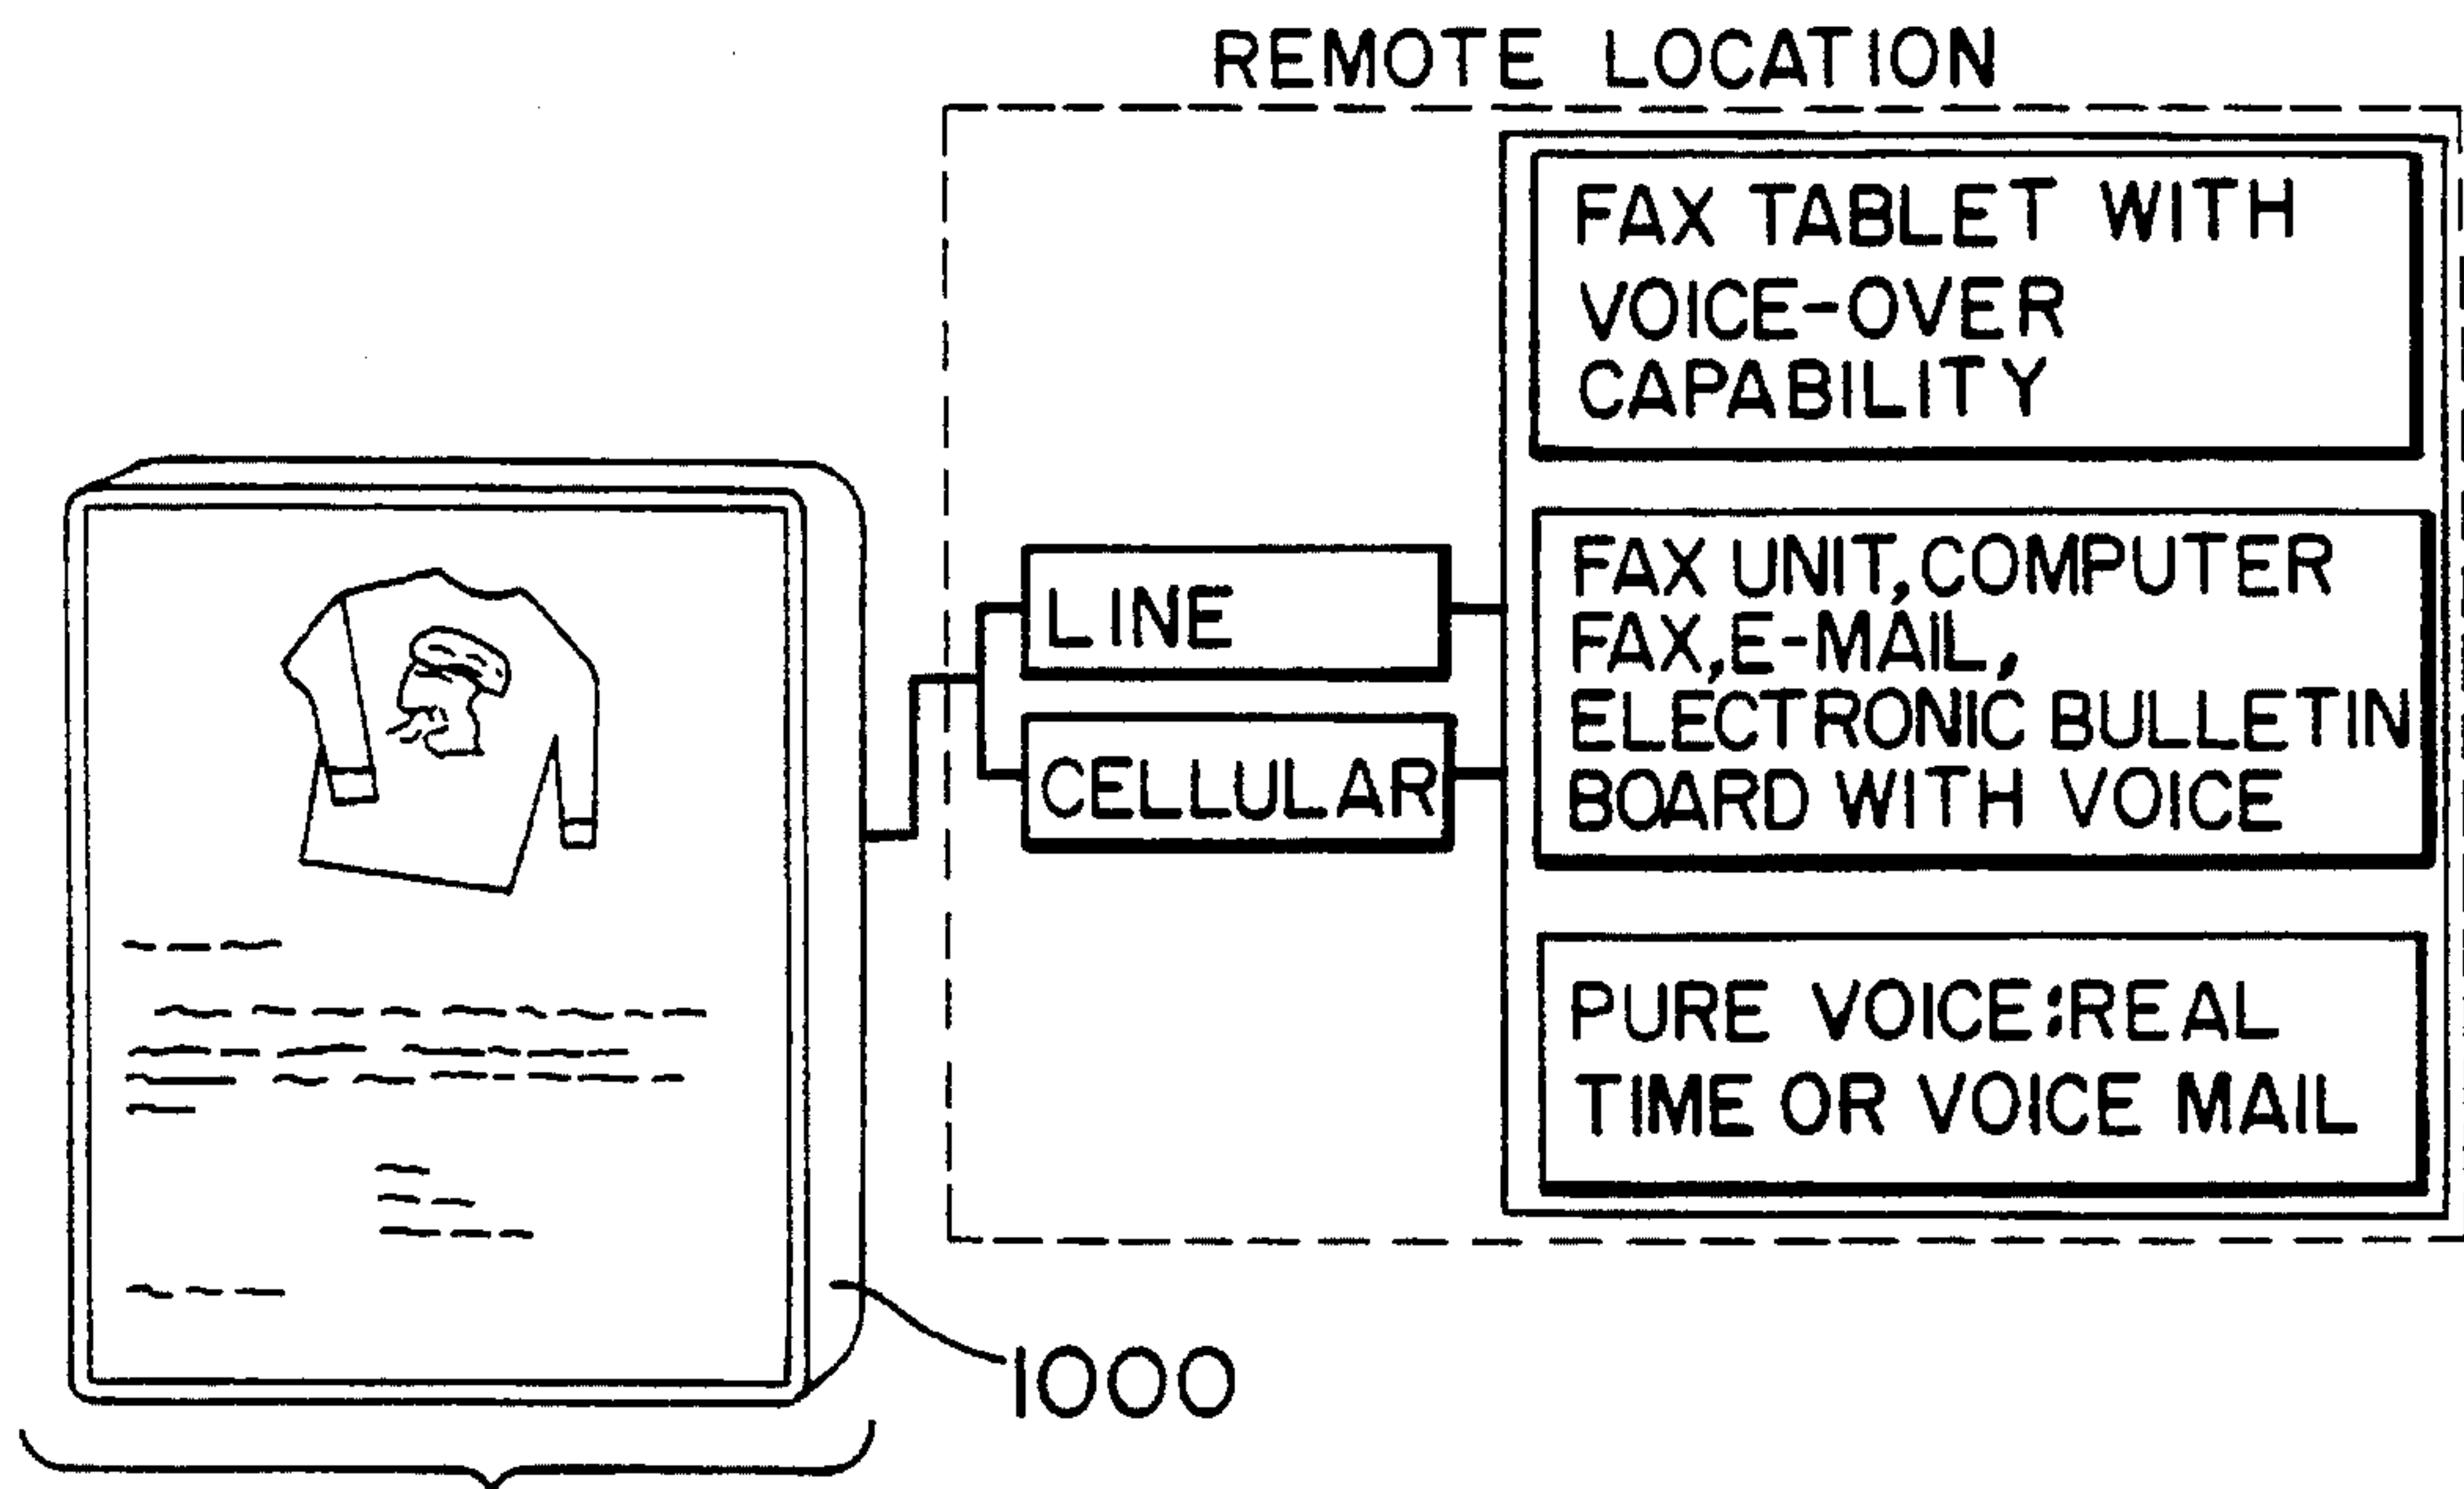 REMOTE LOCATION
FAX TABLET WITH
VOICE-OVER
CAPABILITY
LINE
CELLULAR
FAX UNIT, COMPUTER
FAX, E-MAIL,
ELECTRONIC BULLETIN
BOARD WITH VOICE
PURE VOICE: REAL
TIME OR VOICE MAIL
1000